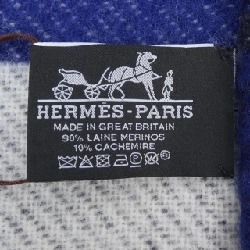 HERMÈS-PARIS
MADE IN GREAT BRITAIN
90% LAINE MERINOS
10% CACHEMIRE